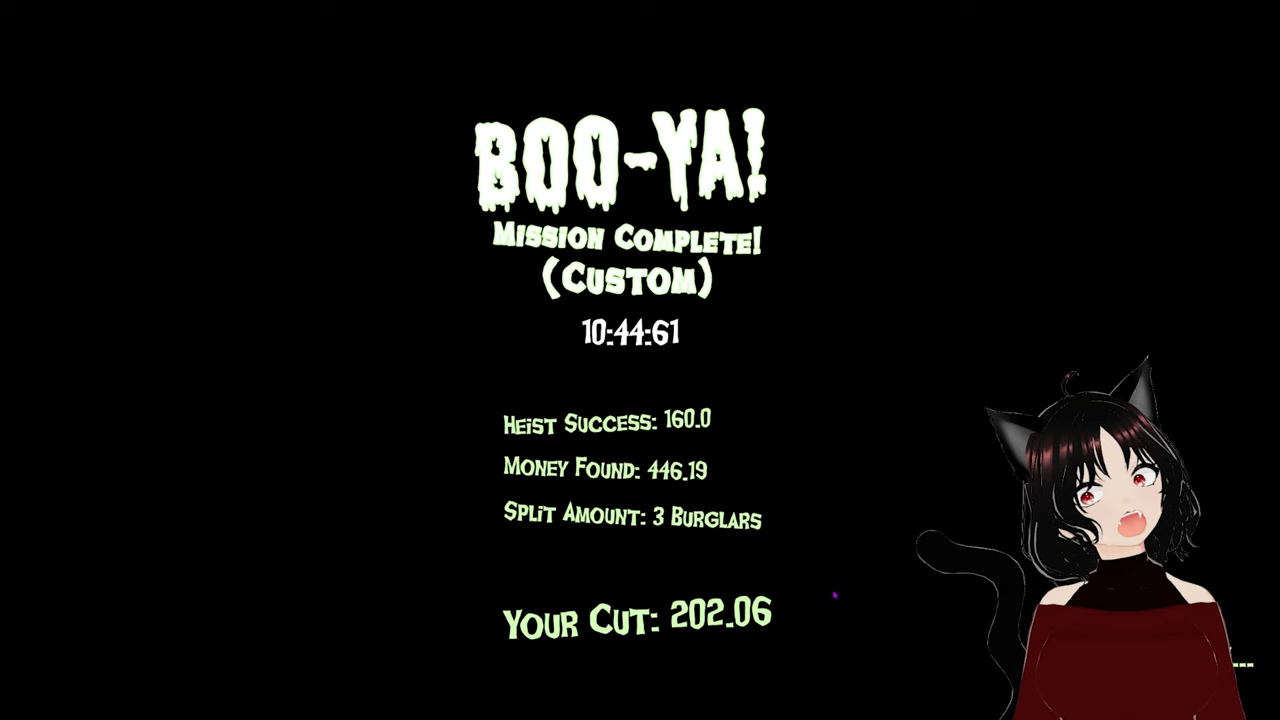 BOO-YA!
MISSION COMPLETE!
(CUSTOM)
10:44:61
HEIST SUCCESS: 160.0
MONEY FOUND: 446.19
SPLIT AMOUNT: 3 BURGLARS
YOUR CUT: 202.06